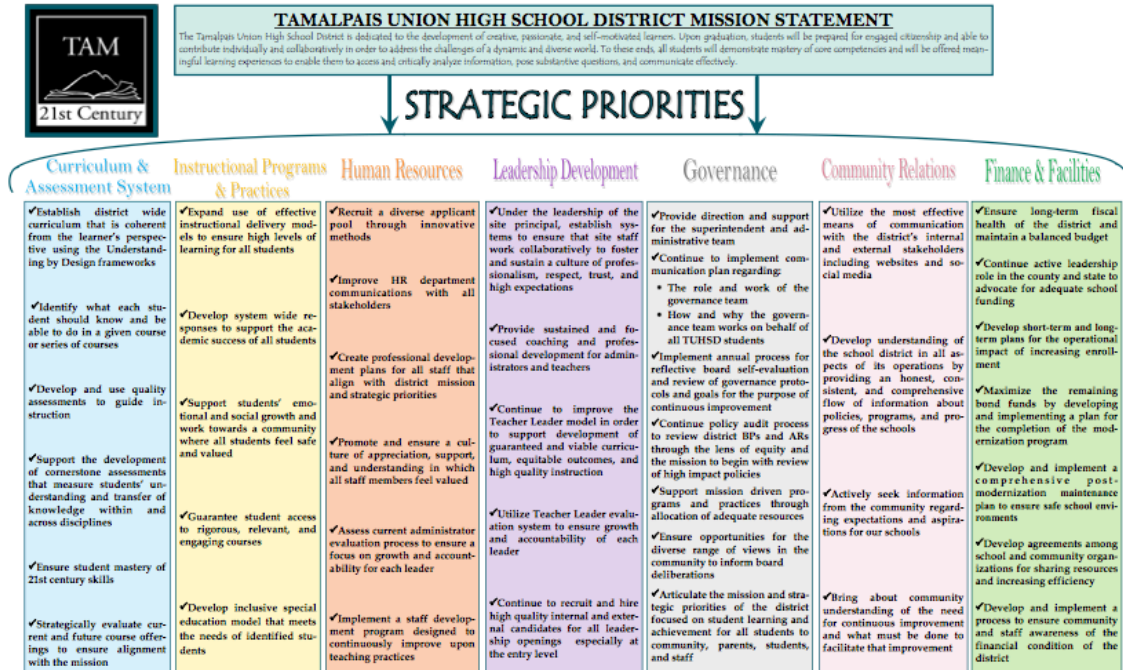 TAM
21st Century
TAMALPAIS UNION HIGH SCHOOL DISTRICT MISSION STATEMENT
The Tamalpais Union High School District is dedicated to the development of creative, passionate, and self-motivated learners. Upon graduation, students will be prepared for engaged citizenship and able to
contribute individually and collaboratively in order to address the challenges of a dynamic and diverse world. To these ends, all students will demonstrate mastery of core competencies and will be offered mean-
ingful learning experiences to enable them to access and critically analyze information, pose substantive questions, and communicate effectively.
STRATEGIC PRIORITIES
Curriculum &
Assessment System
✔Establish district wide
curriculum that is coherent
from the learner's perspec-
tive using the Understand-
ing by Design frameworks
✔Identify what each stu-
dent should know and be
able to do in a given course
or series of courses
✔Develop and use quality
assessments to guide in-
struction
✔Support the development
of cornerstone assessments
that measure students' un-
derstanding and transfer of
knowledge within and
across disciplines
✔Ensure student mastery of
21st century skills
✔Strategically evaluate cur-
rent and future course offer-
ings to ensure alignment
with the mission
Instructional Programs
& Practices
✔Expand use of effective
instructional delivery mod-
els to ensure high levels of
learning for all students
✔Develop system wide re-
sponses to support the aca-
demic success of all students
✔Support students' emo-
tional and social growth and
work towards a community
where all students feel safe
and valued
✔Guarantee student access
to rigorous, relevant, and
engaging courses
✔Develop inclusive special
education model that meets
the needs of identified stu-
dents
Human Resources
✔Recruit a diverse applicant
pool through innovative
methods
✔Improve HR department
communications with all
stakeholders
✔Create professional develop-
ment plans for all staff that
align with district mission
and strategic priorities
✔Promote and ensure a cul-
ture of appreciation, support,
and understanding in which
all staff members feel valued
✔Assess current administrator
evaluation process to ensure a
focus on growth and account-
ability for each leader
✔Implement a staff develop-
ment program designed to
continuously improve upon
teaching practices
Leadership Development
✔Under the leadership of the
site principal, establish sys-
tems to ensure that site staff
work collaboratively to foster
and sustain a culture of profes-
sionalism, respect, trust, and
high expectations
✔Provide sustained and fo-
cused coaching and profes-
sional development for admin-
istrators and teachers
✔Continue to improve the
Teacher Leader model in order
to support development of
guaranteed and viable curricu-
lum, equitable outcomes, and
high quality instruction
✔Utilize Teacher Leader evalu-
ation system to ensure growth
and accountability of each
leader
✔Continue to recruit and hire
high quality internal and exter-
nal candidates for all leader-
ship openings especially at
the entry level
Governance
✔Provide direction and support
for the superintendent and ad-
ministrative team
✔Continue to implement com-
munication plan regarding:
• The role and work of the
governance team
• How and why the govern-
ance team works on behalf of
all TUHSD students
✔Implement annual process for
reflective board self-evaluation
and review of governance proto-
cols and goals for the purpose of
continuous improvement
✔Continue policy audit process
to review district BPs and ARs
through the lens of equity and
the mission to begin with review
of high impact policies
✔Support mission driven pro-
grams and practices through
allocation of adequate resources
✔Ensure opportunities for the
diverse range of views in the
community to inform board
deliberations
✔Articulate the mission and stra-
tegic priorities of the district
focused on student learning and
achievement for all students to
community, parents, students,
and staff
Community Relations
✔Utilize the most effective
means of communication
with the district's internal
and external stakeholders
including websites and so-
cial media
✔Develop understanding of
the school district in all as-
pects of its operations by
providing an honest, con-
sistent, and comprehensive
flow of information about
policies, programs, and pro-
gress of the schools
✔Actively seek information
from the community regard-
ing expectations and aspira-
tions for our schools
✔Bring about community
understanding of the need
for continuous improvement
and what must be done to
facilitate that improvement
Finance & Facilities
✔Ensure long-term fiscal
health of the district and
maintain a balanced budget
✔Continue active leadership
role in the county and state to
advocate for adequate school
funding
✔Develop short-term and long-
term plans for the operational
impact of increasing enroll-
ment
✔Maximize the remaining
bond funds by developing
and implementing a plan for
the completion of the mod-
ernization program
✔Develop and implement a
comprehensive post-
modernization maintenance
plan to ensure safe school envi-
ronments
✔Develop agreements among
school and community organ-
izations for sharing resources
and increasing efficiency
✔Develop and implement a
process to ensure community
and staff awareness of the
financial condition of the
district